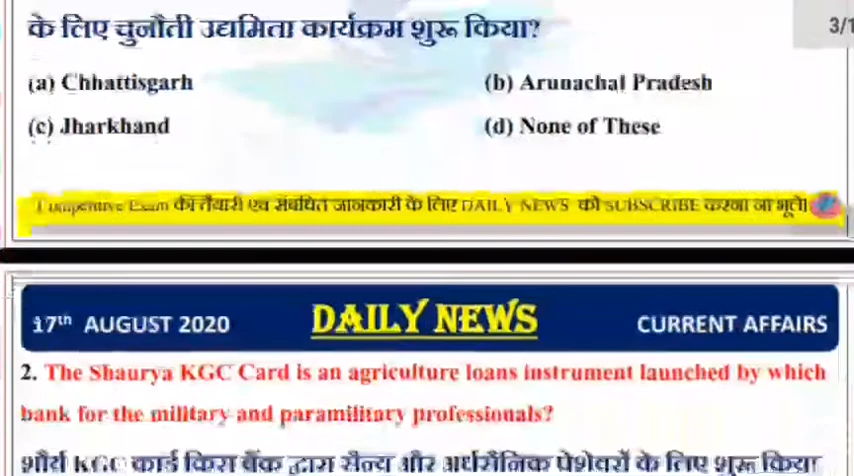 के लिए चुनौती उद्यमिता कार्यक्रम शुरू किया?
3/1
(a) Chhattisgarh
(b) Arunachal Pradesh
(c) Jharkhand
(d) None of These
Competitive Exam की तैयारी एवं संबंधित जानकारी के लिए DAILY NEWS को SUBSCRIBE करना ना भूलें।
17th AUGUST 2020
DAILY NEWS
CURRENT AFFAIRS
2. The Shaurya KGC Card is an agriculture loans instrument launched by which
bank for the military and paramilitary professionals?
शौर्य KGC कार्ड किस बैंक द्वारा सैन्य और अर्धसैनिक पेशेवरों के लिए शुरू किया